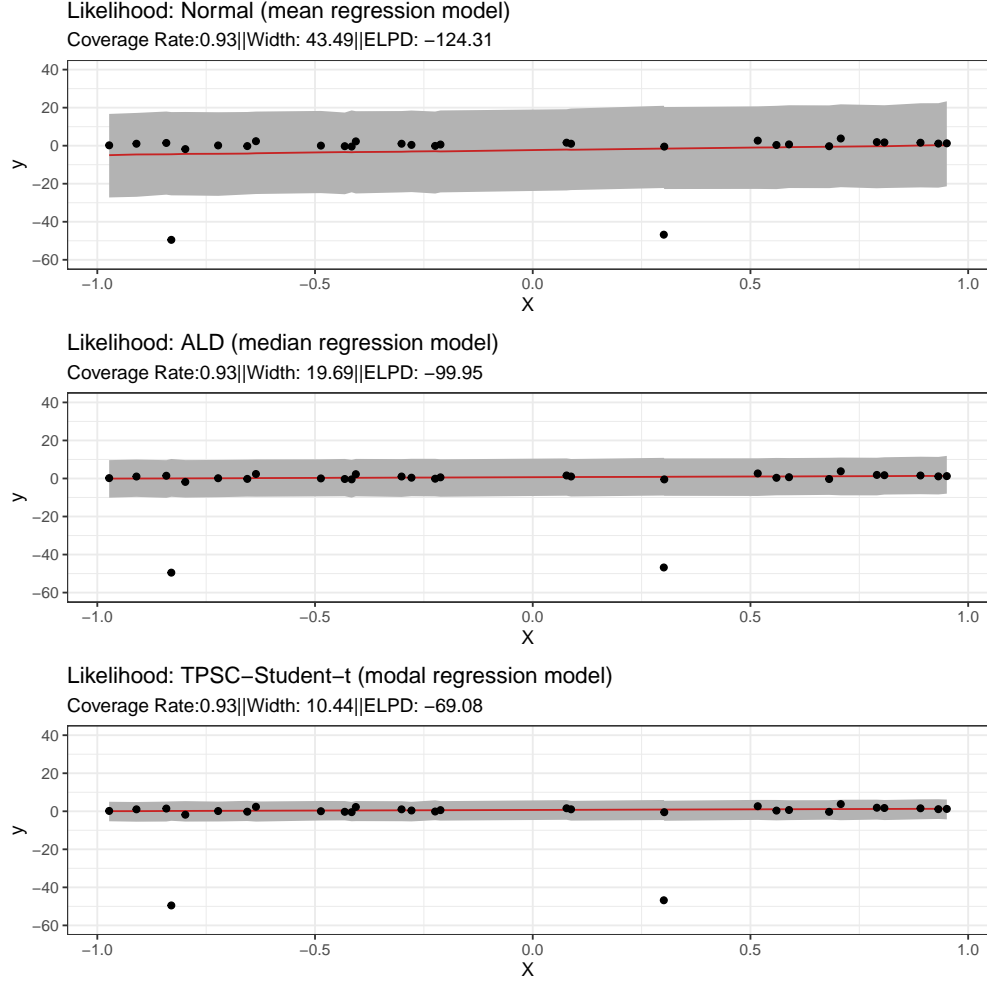 Likelihood: Normal (mean regression model)
Coverage Rate:0.93||Width: 43.49||ELPD: −124.31
40
20
0
−20
−40
−60
y
−1.0 −0.5 0.0 0.5 1.0
X
Likelihood: ALD (median regression model)
Coverage Rate:0.93||Width: 19.69||ELPD: −99.95
40
20
0
−20
−40
−60
y
−1.0 −0.5 0.0 0.5 1.0
X
Likelihood: TPSC−Student−t (modal regression model)
Coverage Rate:0.93||Width: 10.44||ELPD: −69.08
40
20
0
−20
−40
−60
y
−1.0 −0.5 0.0 0.5 1.0
X